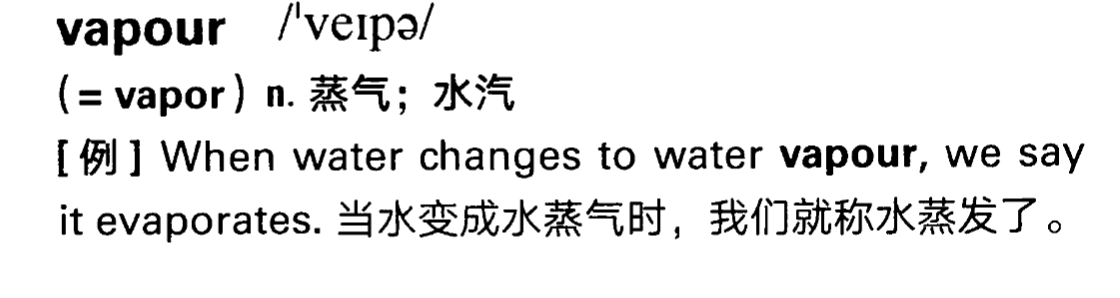 vapour /ˈveɪpə/
(= vapor) n. 蒸气；水汽
[例] When water changes to water vapour, we say
it evaporates. 当水变成水蒸气时，我们就称水蒸发了。